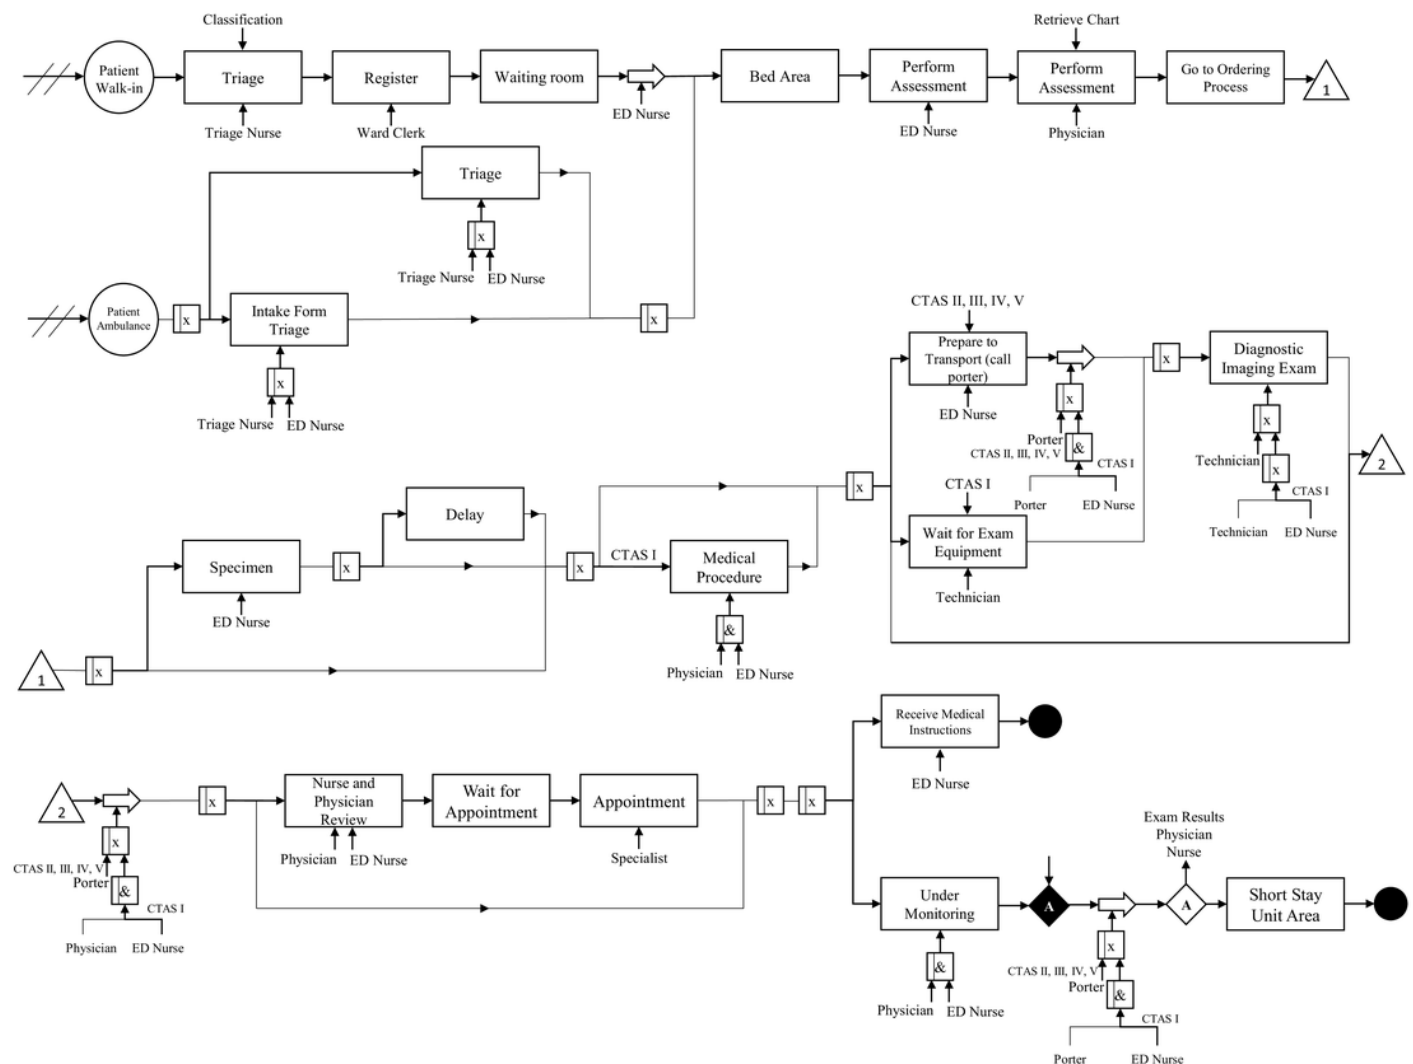 Classification
Retrieve Chart
Patient
Walk-in
Triage
Register
Waiting room
Bed Area
Perform
Assessment
Perform
Assessment
Go to Ordering
Process
1
Triage Nurse
Ward Clerk
ED Nurse
ED Nurse
Physician
Triage
x
Triage Nurse
ED Nurse
Patient
Ambulance
x
Intake Form
Triage
x
x
Triage Nurse
ED Nurse
CTAS II, III, IV, V
Prepare to
Transport (call
porter)
ED Nurse
x
Porter
CTAS II, III, IV, V
&
CTAS I
Porter
ED Nurse
x
Diagnostic
Imaging Exam
x
Technician
x
CTAS I
Technician
ED Nurse
2
CTAS I
Wait for Exam
Equipment
Technician
1
x
Specimen
ED Nurse
x
Delay
x
CTAS I
Medical
Procedure
&
Physician
ED Nurse
x
2
x
CTAS II, III, IV, V
Porter
&
CTAS I
Physician
ED Nurse
x
Nurse and
Physician
Review
Physician
ED Nurse
Wait for
Appointment
Appointment
Specialist
x
x
Receive Medical
Instructions
ED Nurse
Under
Monitoring
&
Physician
ED Nurse
A
x
CTAS II, III, IV, V
Porter
&
CTAS I
Porter
ED Nurse
Exam Results
Physician
Nurse
A
Short Stay
Unit Area